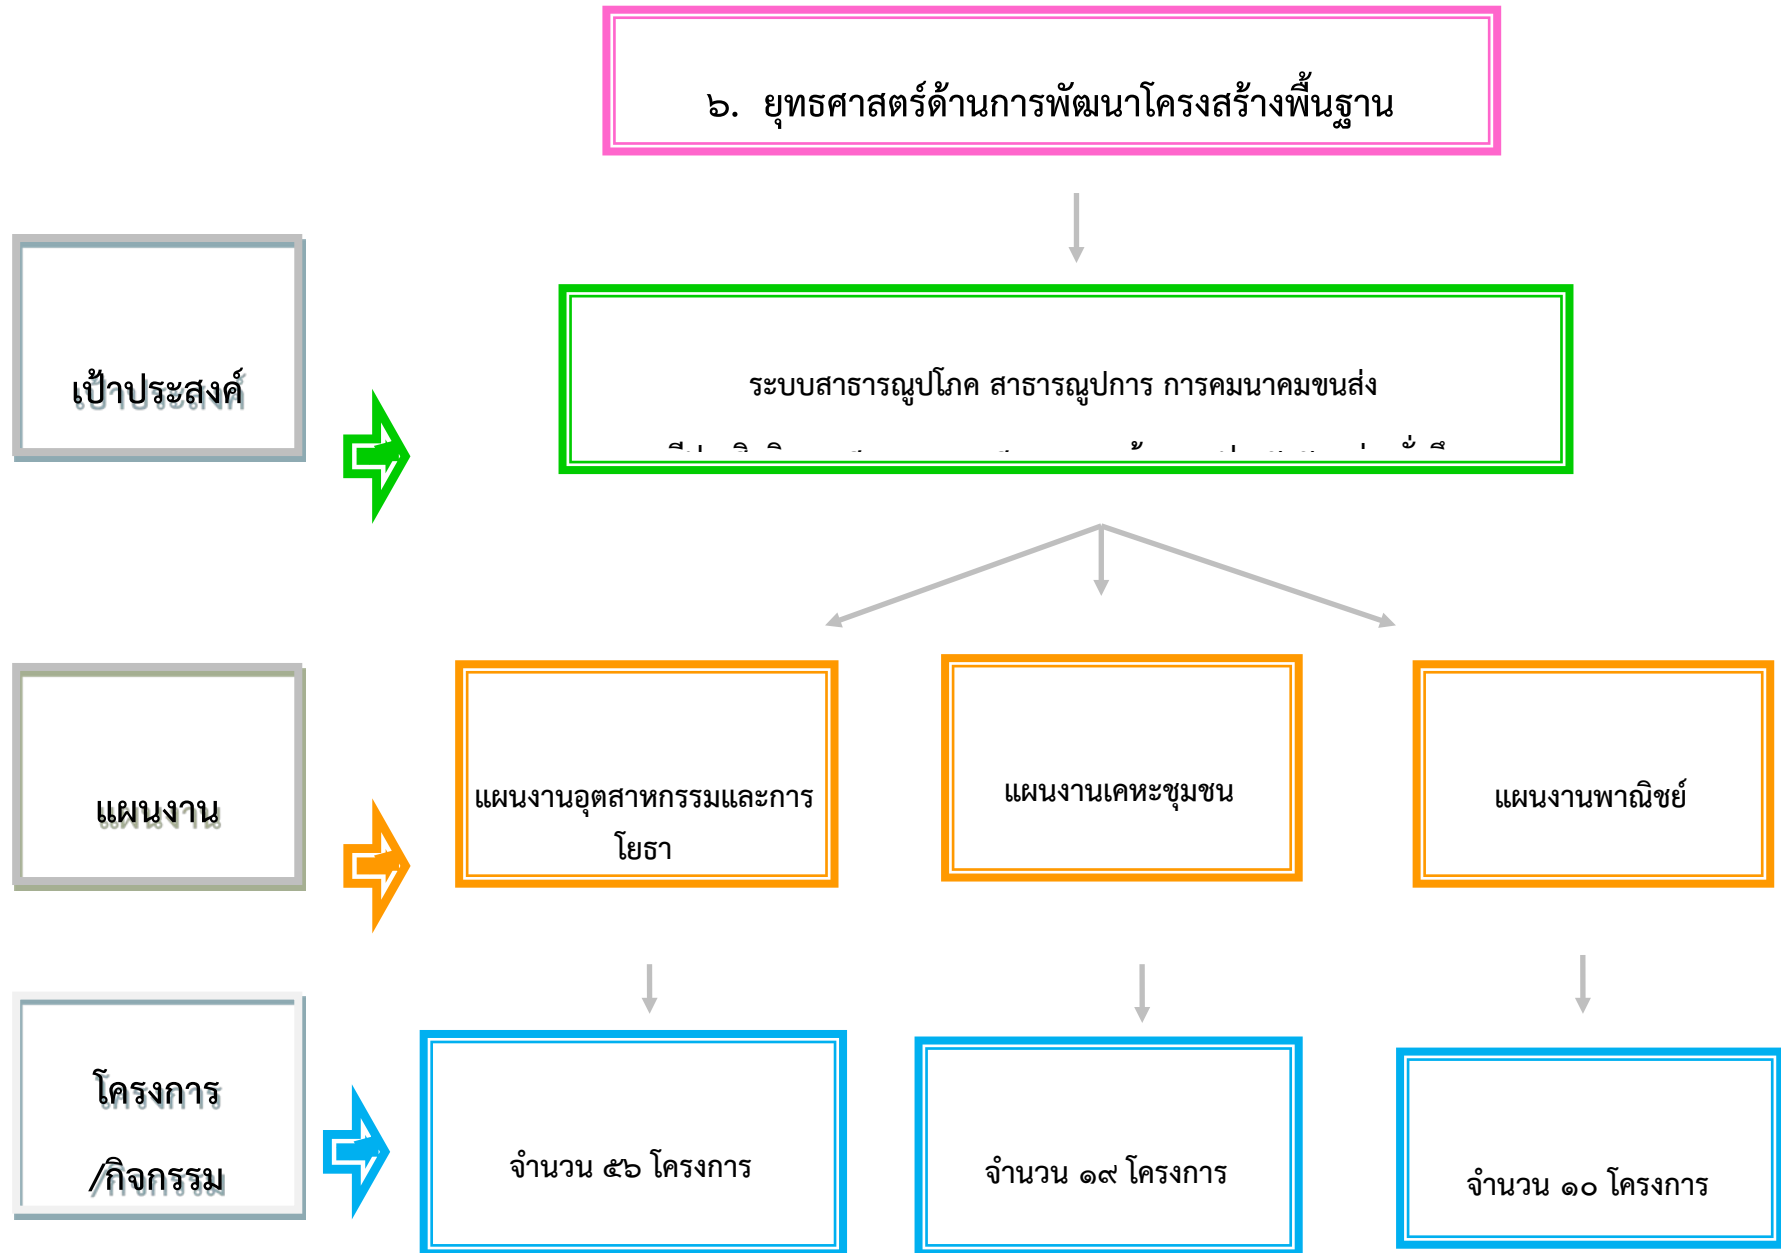 ๖. ยุทธศาสตร์ด้านการพัฒนาโครงสร้างพื้นฐาน
เป้าประสงค์
ระบบสาธารณูปโภค สาธารณูปการ การคมนาคมขนส่ง
แผนงาน
แผนงานอุตสาหกรรมและการ
โยธา
แผนงานเคหะชุมชน
แผนงานพาณิชย์
โครงการ
/กิจกรรม
จำนวน ๕๖ โครงการ
จำนวน ๑๙ โครงการ
จำนวน ๑๐ โครงการ